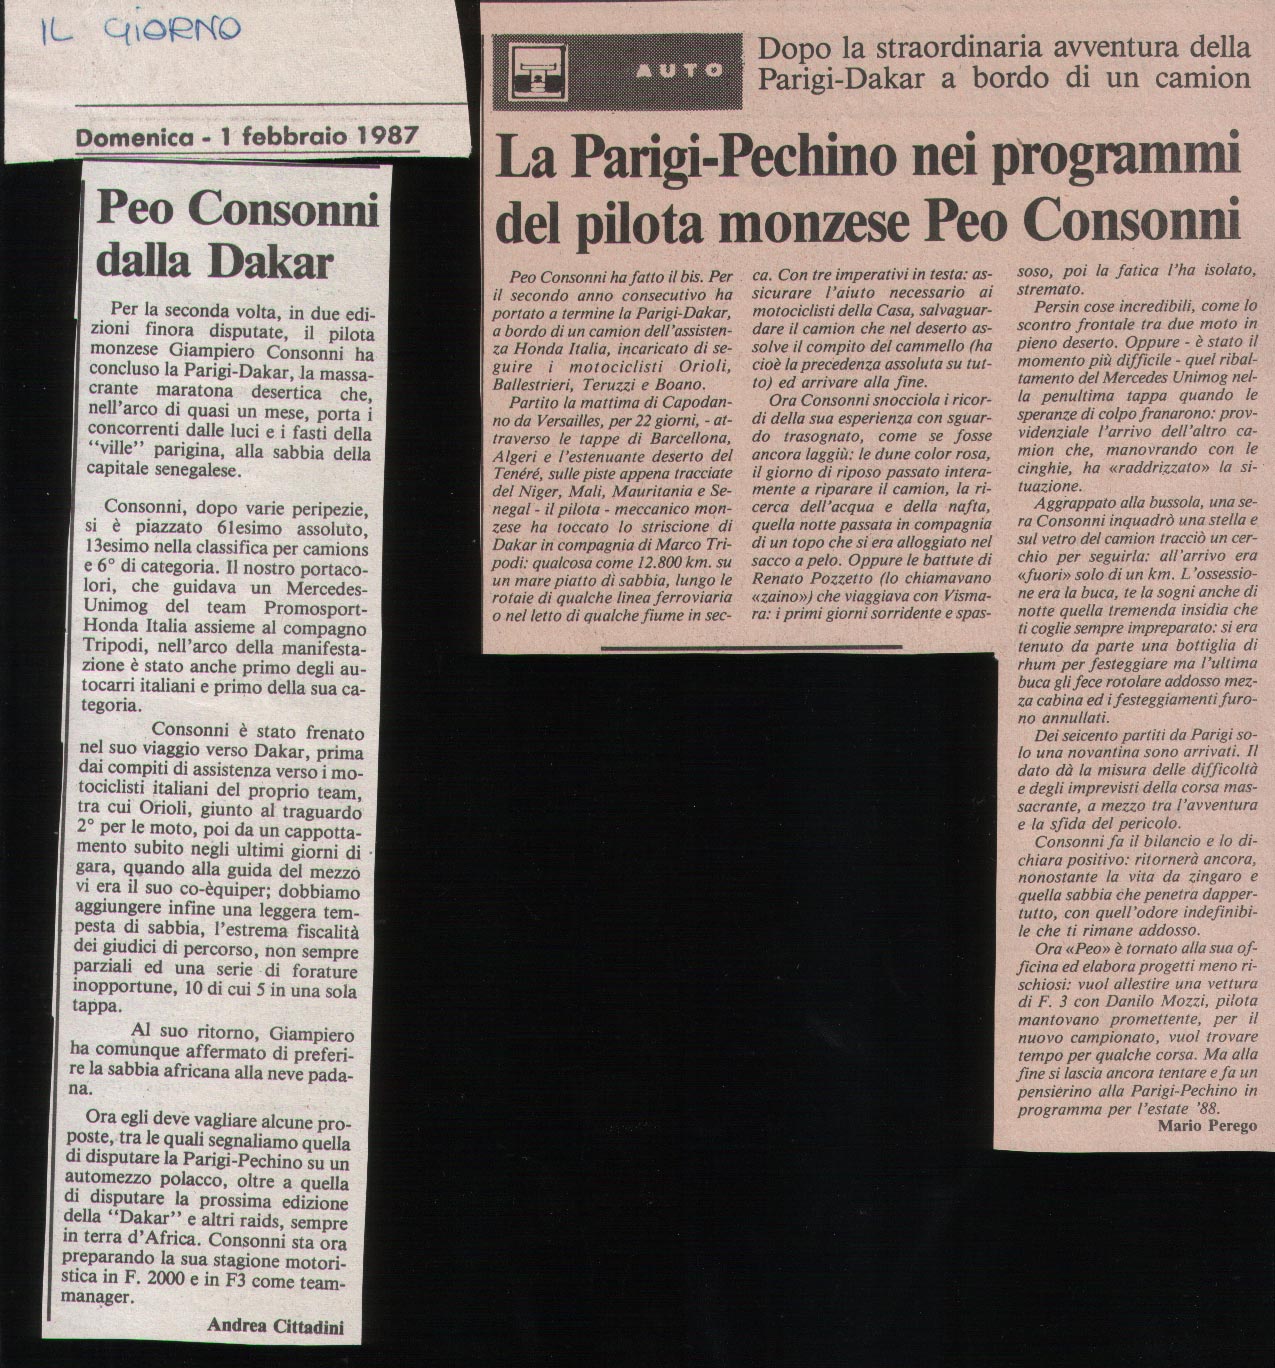 IL GIORNO
Domenica - 1 febbraio 1987
Peo Consonni
dalla Dakar
Per la seconda volta, in due edi-
zioni finora disputate, il pilota
monzese Giampiero Consonni ha
concluso la Parigi-Dakar, la massa-
crante maratona desertica che,
nell'arco di quasi un mese, porta i
concorrenti dalle luci e i fasti della
"ville" parigina, alla sabbia della
capitale senegalese.
Consonni, dopo varie peripezie,
si è piazzato 61esimo assoluto,
13esimo nella classifica per camions
e 6° di categoria. Il nostro portaco-
lori, che guidava un Mercedes-
Unimog del team Promosport-
Honda Italia assieme al compagno
Tripodi, nell'arco della manifesta-
zione è stato anche primo degli au-
tocarri italiani e primo della sua ca-
tegoria.
Consonni è stato frenato
nel suo viaggio verso Dakar, prima
dai compiti di assistenza verso i mo-
tociclisti italiani del proprio team,
tra cui Orioli, giunto al traguardo
2° per le moto, poi da un cappotta-
mento subito negli ultimi giorni di
gara, quando alla guida del mezzo
vi era il suo co-èquiper; dobbiamo
aggiungere infine una leggera tem-
pesta di sabbia, l'estrema fiscalità
dei giudici di percorso, non sempre
parziali ed una serie di forature
inopportune, 10 di cui 5 in una sola
tappa.
Al suo ritorno, Giampiero
ha comunque affermato di preferi-
re la sabbia africana alla neve pada-
na.
Ora egli deve vagliare alcune pro-
poste, tra le quali segnaliamo quella
di disputare la Parigi-Pechino su un
automezzo polacco, oltre a quella
di disputare la prossima edizione
della "Dakar" e altri raids, sempre
in terra d'Africa. Consonni sta ora
preparando la sua stagione motori-
stica in F. 2000 e in F3 come team-
manager.
Andrea Cittadini
AUTO
Dopo la straordinaria avventura della
Parigi-Dakar a bordo di un camion
La Parigi-Pechino nei programmi
del pilota monzese Peo Consonni
Peo Consonni ha fatto il bis. Per
il secondo anno consecutivo ha
portato a termine la Parigi-Dakar,
a bordo di un camion dell'assisten-
za Honda Italia, incaricato di se-
guire i motociclisti Orioli,
Ballestrieri, Teruzzi e Boano.
Partito la mattima di Capodan-
no da Versailles, per 22 giorni, - at-
traverso le tappe di Barcellona,
Algeri e l'estenuante deserto del
Tenéré, sulle piste appena tracciate
del Niger, Mali, Mauritania e Se-
negal - il pilota - meccanico mon-
zese ha toccato lo striscione di
Dakar in compagnia di Marco Tri-
podi: qualcosa come 12.800 km. su
un mare piatto di sabbia, lungo le
rotaie di qualche linea ferroviaria
o nel letto di qualche fiume in sec-
ca. Con tre imperativi in testa: as-
sicurare l'aiuto necessario ai
motociclisti della Casa, salvaguar-
dare il camion che nel deserto as-
solve il compito del cammello (ha
cioè la precedenza assoluta su tut-
to) ed arrivare alla fine.
Ora Consonni snocciola i ricor-
di della sua esperienza con sguar-
do trasognato, come se fosse
ancora laggiù: le dune color rosa,
il giorno di riposo passato intera-
mente a riparare il camion, la ri-
cerca dell'acqua e della nafta,
quella notte passata in compagnia
di un topo che si era alloggiato nel
sacco a pelo. Oppure le battute di
Renato Pozzetto (lo chiamavano
«zaino») che viaggiava con Visma-
ra: i primi giorni sorridente e spas-
soso, poi la fatica l'ha isolato,
stremato.
Persin cose incredibili, come lo
scontro frontale tra due moto in
pieno deserto. Oppure - è stato il
momento più difficile - quel ribal-
tamento del Mercedes Unimog nel-
la penultima tappa quando le
speranze di colpo franarono: prov-
videnziale l'arrivo dell'altro ca-
mion che, manovrando con le
cinghie, ha «raddrizzato» la si-
tuazione.
Aggrappato alla bussola, una se-
ra Consonni inquadrò una stella e
sul vetro del camion tracciò un cer-
chio per seguirla: all'arrivo era
«fuori» solo di un km. L'ossessio-
ne era la buca, te la sogni anche di
notte quella tremenda insidia che
ti coglie sempre impreparato: si era
tenuto da parte una bottiglia di
rhum per festeggiare ma l'ultima
buca gli fece rotolare addosso mez-
za cabina ed i festeggiamenti furo-
no annullati.
Dei seicento partiti da Parigi so-
lo una novantina sono arrivati. Il
dato dà la misura delle difficoltà
e degli imprevisti della corsa mas-
sacrante, a mezzo tra l'avventura
e la sfida del pericolo.
Consonni fa il bilancio e lo di-
chiara positivo: ritornerà ancora,
nonostante la vita da zingaro e
quella sabbia che penetra dapper-
tutto, con quell'odore indefinibi-
le che ti rimane addosso.
Ora «Peo» è tornato alla sua of-
ficina ed elabora progetti meno ri-
schiosi: vuol allestire una vettura
di F. 3 con Danilo Mozzi, pilota
mantovano promettente, per il
nuovo campionato, vuol trovare
tempo per qualche corsa. Ma alla
fine si lascia ancora tentare e fa un
pensierino alla Parigi-Pechino in
programma per l'estate '88.
Mario Perego